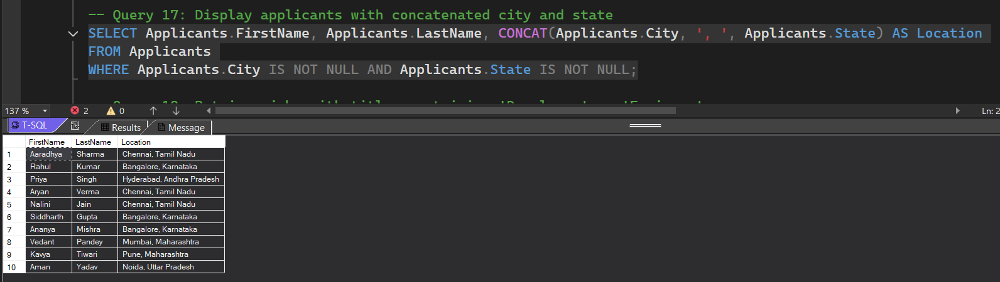 -- Query 17: Display applicants with concatenated city and state
SELECT Applicants.FirstName, Applicants.LastName, CONCAT(Applicants.City, ', ', Applicants.State) AS Location
FROM Applicants
WHERE Applicants.City IS NOT NULL AND Applicants.State IS NOT NULL;
137 % 2 0 Ln: 2
T-SQL Results Message
FirstName LastName Location
1 Aaradhya Sharma Chennai, Tamil Nadu
2 Rahul Kumar Bangalore, Karnataka
3 Priya Singh Hyderabad, Andhra Pradesh
4 Aryan Verma Chennai, Tamil Nadu
5 Nalini Jain Chennai, Tamil Nadu
6 Siddharth Gupta Bangalore, Karnataka
7 Ananya Mishra Bangalore, Karnataka
8 Vedant Pandey Mumbai, Maharashtra
9 Kavya Tiwari Pune, Maharashtra
10 Aman Yadav Noida, Uttar Pradesh